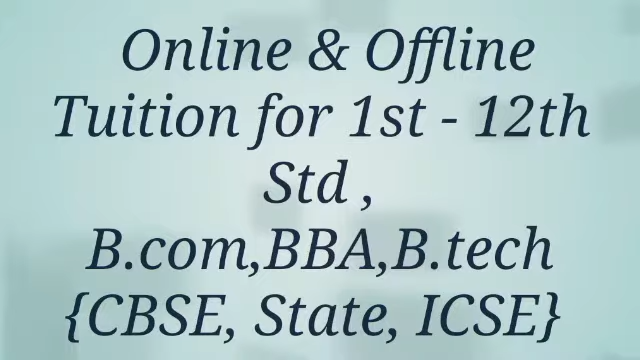 Online & Offline
Tuition for 1st - 12th
Std ,
B.com,BBA,B.tech
{CBSE, State, ICSE}